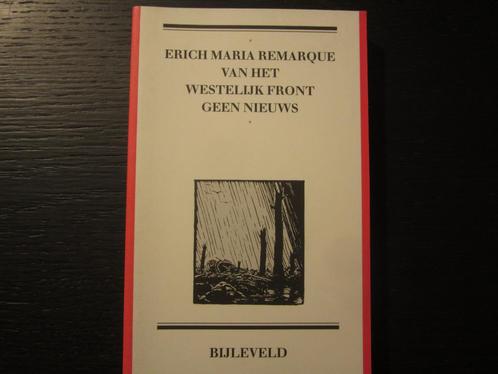 ERICH MARIA REMARQUE
VAN HET
WESTELIJK FRONT
GEEN NIEUWS
BIJLEVELD